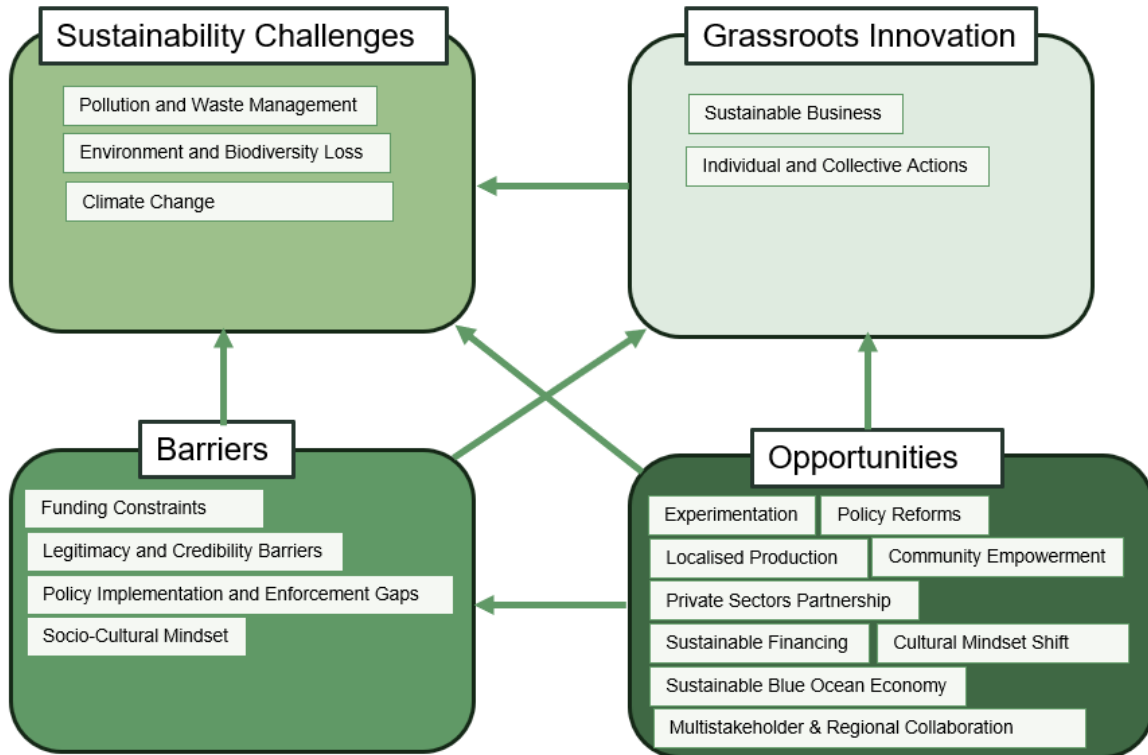 Sustainability Challenges
Pollution and Waste Management
Environment and Biodiversity Loss
Climate Change
Grassroots Innovation
Sustainable Business
Individual and Collective Actions
Barriers
Funding Constraints
Legitimacy and Credibility Barriers
Policy Implementation and Enforcement Gaps
Socio-Cultural Mindset
Opportunities
Experimentation
Policy Reforms
Localised Production
Community Empowerment
Private Sectors Partnership
Sustainable Financing
Cultural Mindset Shift
Sustainable Blue Ocean Economy
Multistakeholder & Regional Collaboration